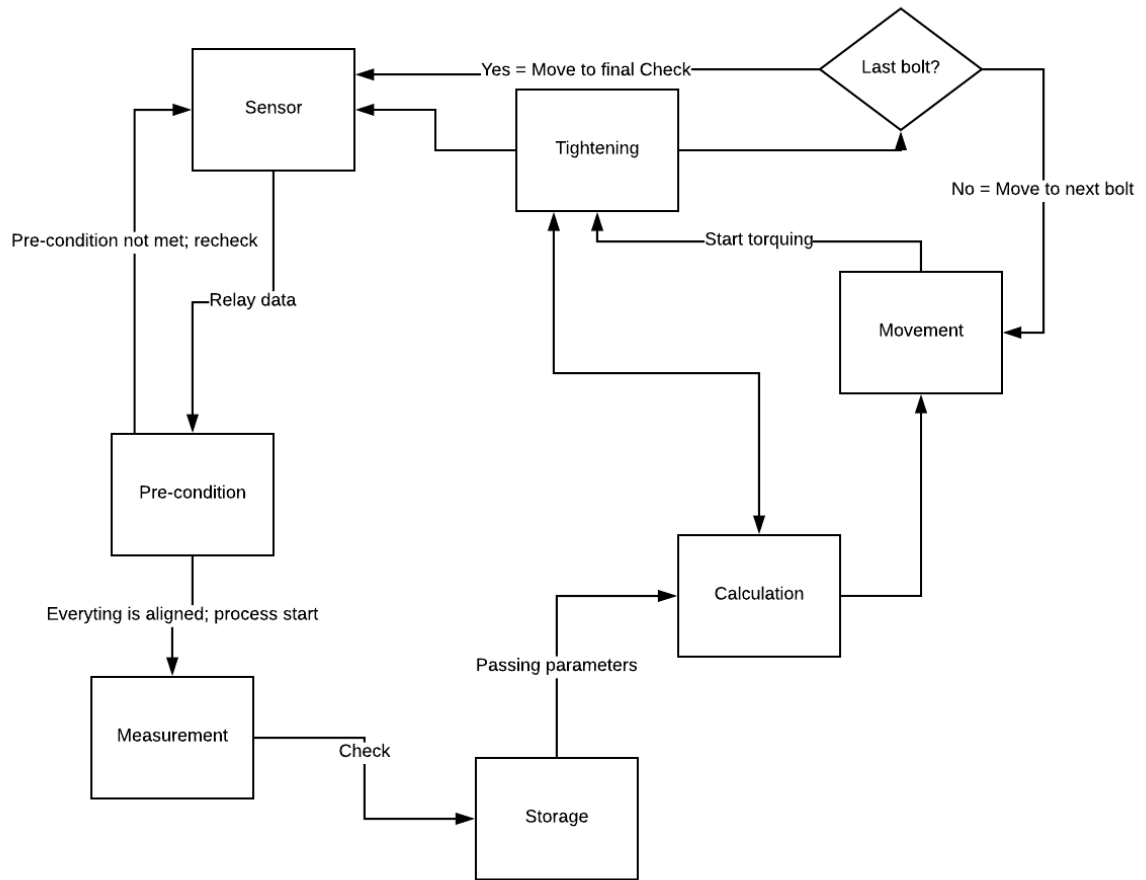 Last bolt?
Yes = Move to final Check
Sensor
Tightening
No = Move to next bolt
Pre-condition not met; recheck
Start torquing
Relay data
Movement
Pre-condition
Calculation
Everyting is aligned; process start
Passing parameters
Measurement
Check
Storage